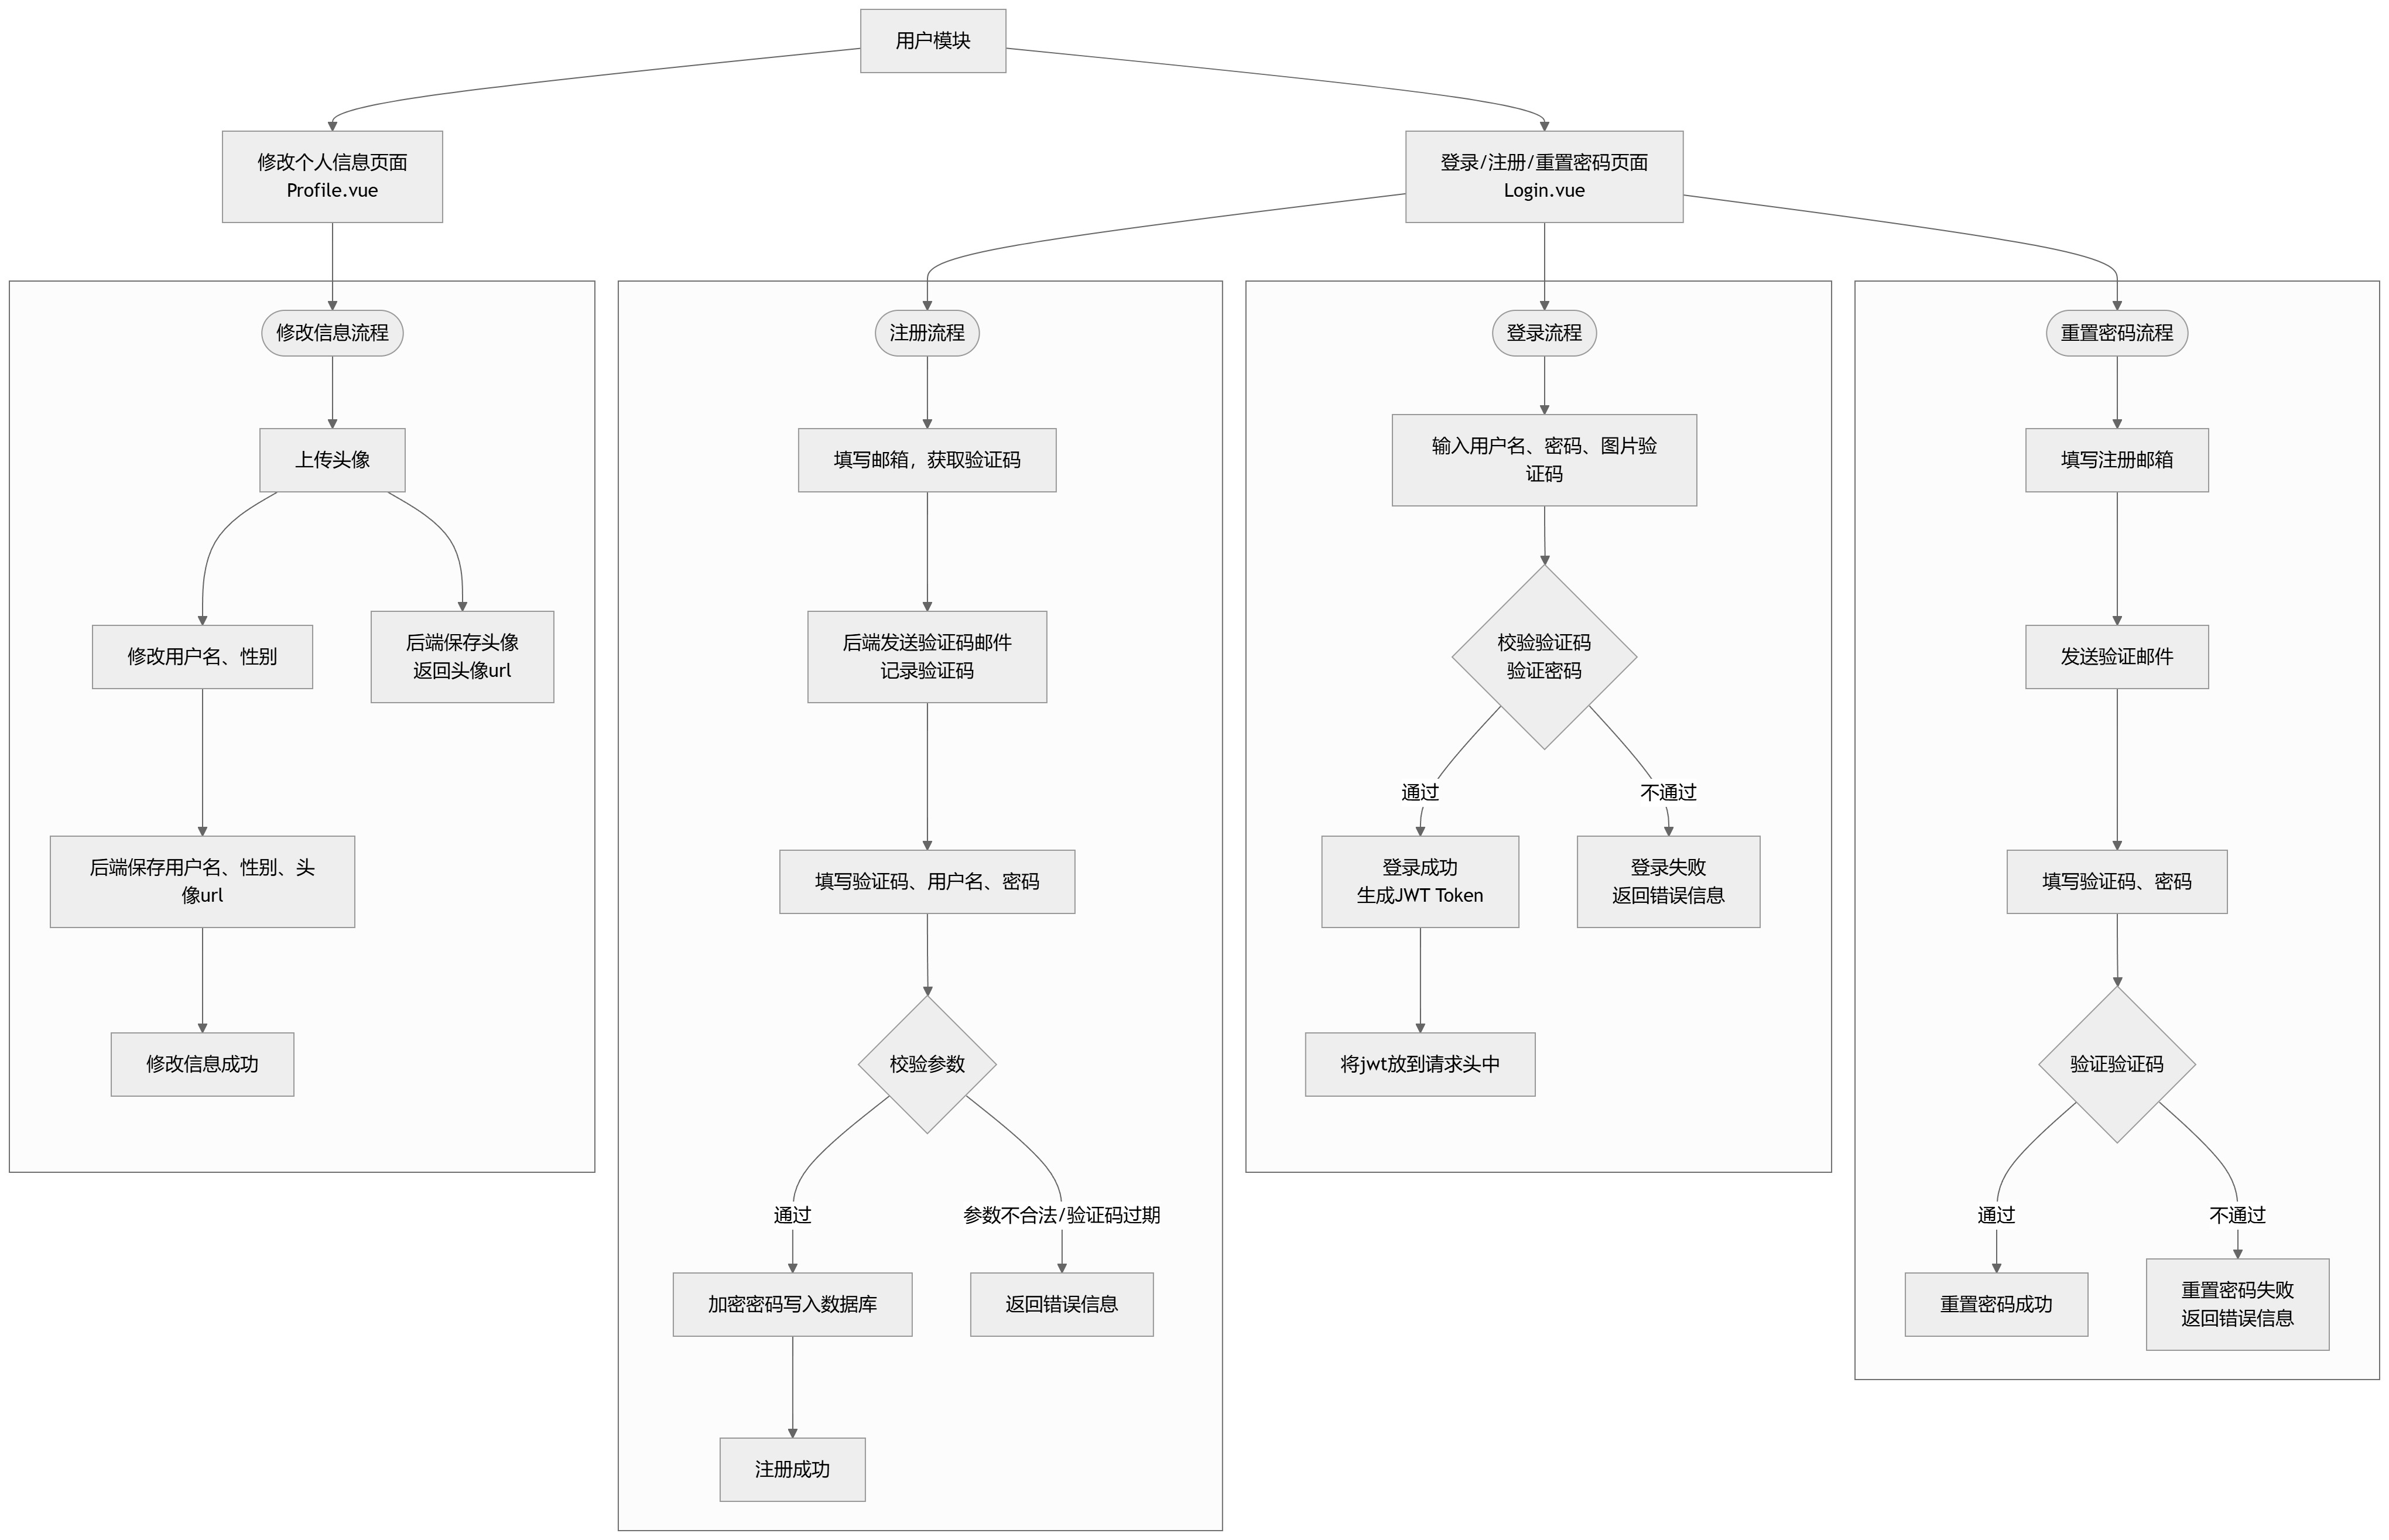 用户模块
修改个人信息页面
Profile.vue
登录/注册/重置密码页面
Login.vue
修改信息流程
上传头像
修改用户名、性别
后端保存头像
返回头像url
后端保存用户名、性别、头
像url
修改信息成功
注册流程
填写邮箱，获取验证码
后端发送验证码邮件
记录验证码
填写验证码、用户名、密码
校验参数
通过
参数不合法/验证码过期
加密密码写入数据库
返回错误信息
注册成功
登录流程
输入用户名、密码、图片验
证码
校验验证码
验证密码
通过
不通过
登录成功
生成JWT Token
登录失败
返回错误信息
将jwt放到请求头中
重置密码流程
填写注册邮箱
发送验证邮件
填写验证码、密码
验证验证码
通过
不通过
重置密码成功
重置密码失败
返回错误信息